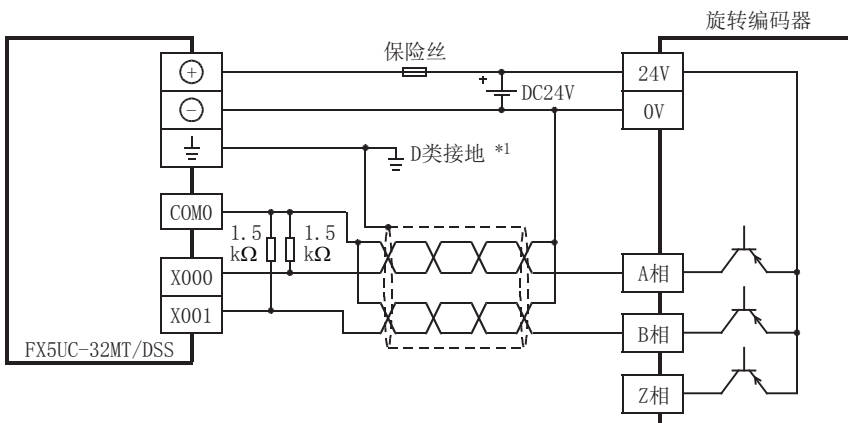 旋转编码器
保险丝
+
−
24V
+
DC24V
0V
D类接地 *1
COM0
1.5
kΩ
1.5
kΩ
X000
A相
X001
B相
FX5UC-32MT/DSS
Z相